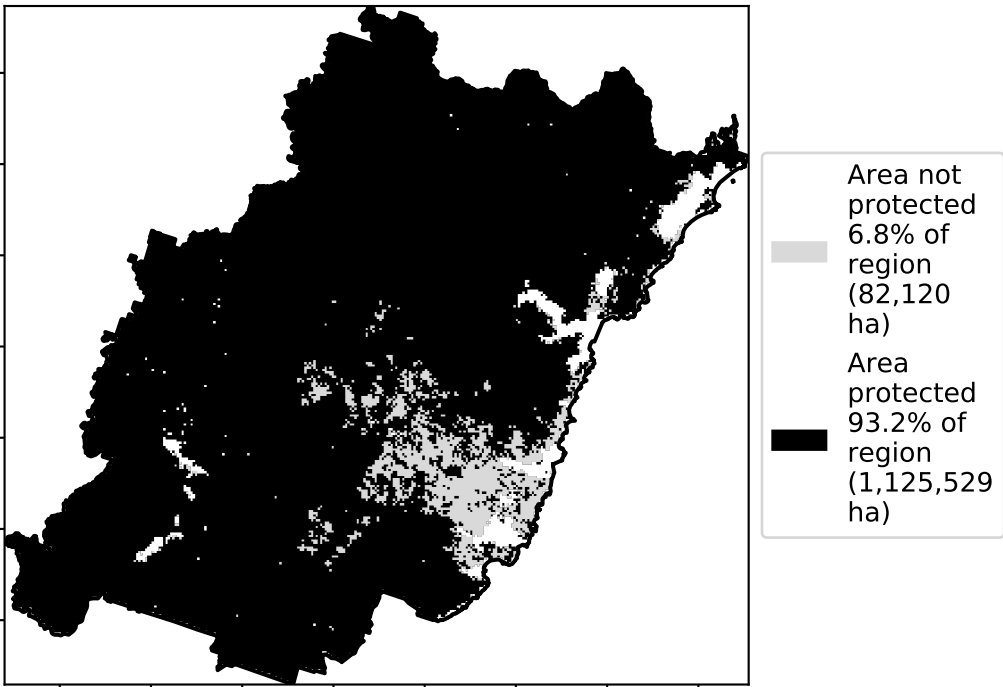 Area not
protected
6.8% of
region
(82,120
ha)
Area
protected
93.2% of
region
(1,125,529
ha)